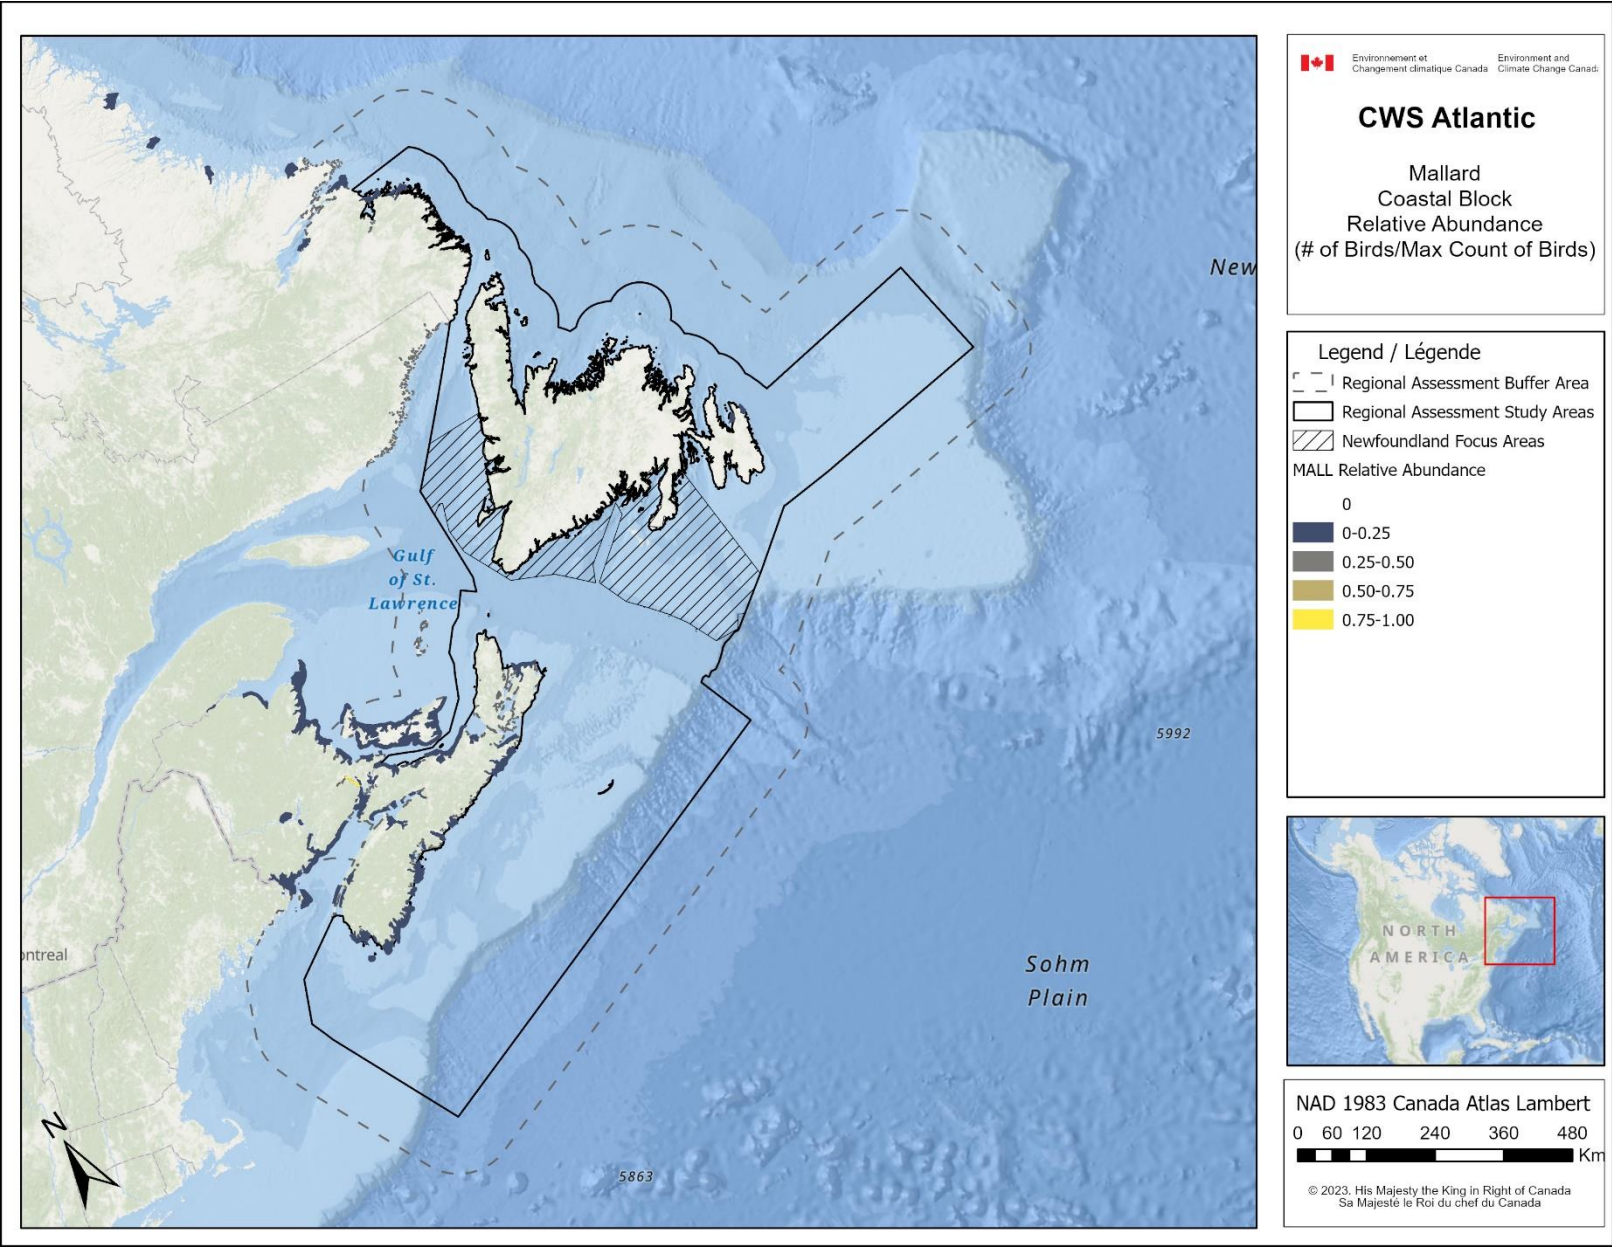 Environnement et
Changement climatique Canada
Environment and
Climate Change Canada
CWS Atlantic
Mallard
Coastal Block
Relative Abundance
(# of Birds/Max Count of Birds)
Legend / Légende
Regional Assessment Buffer Area
Regional Assessment Study Areas
Newfoundland Focus Areas
MALL Relative Abundance
0
0-0.25
0.25-0.50
0.50-0.75
0.75-1.00
New
Gulf
of St.
Lawrence
5992
ontreal
Sohm
Plain
5863
N
NORTH
AMERICA
NAD 1983 Canada Atlas Lambert
0 60 120 240 360 480
Km
© 2023. His Majesty the King in Right of Canada
Sa Majesté le Roi du chef du Canada